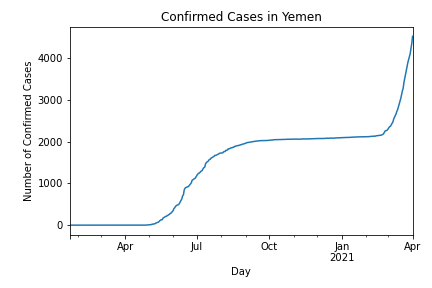 Confirmed Cases in Yemen
Number of Confirmed Cases
4000
3000
2000
1000
0
Apr
Jul
Oct
Jan
2021
Apr
Day